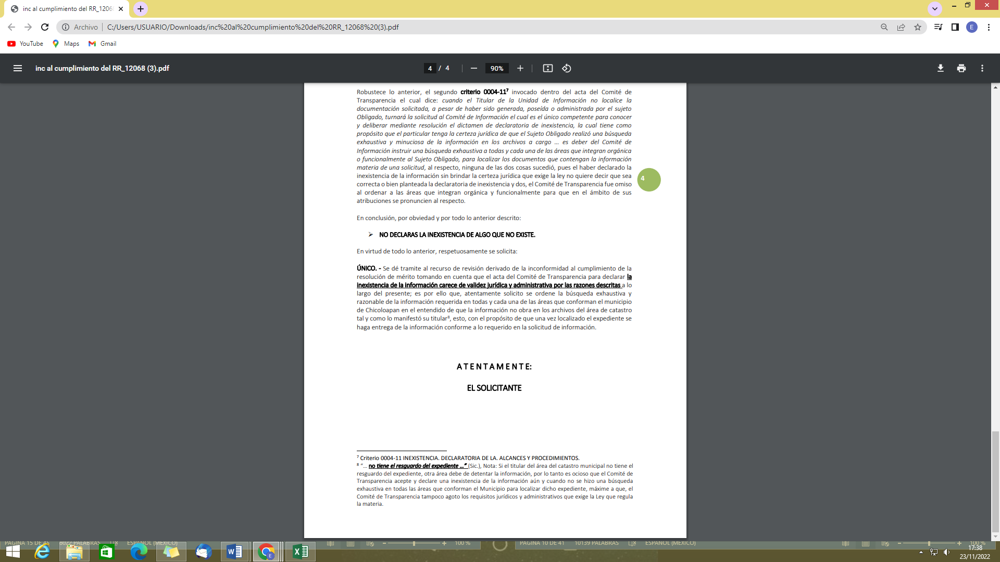 inc al cumplimiento del RR_1206
Archivo
C:/Users/USUARIO/Downloads/inc%20al%20cumplimiento%20del%20RR_12068%20(3).pdf
E
YouTube
Maps
Gmail
inc al cumplimiento del RR_12068 (3).pdf
4 / 4
90%
Robustece lo anterior, el segundo criterio 0004-11⁷ invocado dentro del acta del Comité de
Transparencia el cual dice: cuando el Titular de la Unidad de Información no localice la
documentación solicitada, a pesar de haber sido generada, poseída o administrada por el sujeto
Obligado, turnará la solicitud al Comité de Información el cual es el único competente para conocer
y deliberar mediante resolución el dictamen de declaratoria de inexistencia, la cual tiene como
propósito que el particular tenga la certeza jurídica de que el Sujeto Obligado realizó una búsqueda
exhaustiva y minuciosa de la información en los archivos a cargo ... es deber del Comité de
Información instruir una búsqueda exhaustiva a todas y cada una de las áreas que integran orgánica
o funcionalmente al Sujeto Obligado, para localizar los documentos que contengan la información
materia de una solicitud, al respecto, ninguna de las dos cosas sucedió, pues el haber declarado la
inexistencia de la información sin brindar la certeza jurídica que exige la ley no quiere decir que sea
correcta o bien planteada la declaratoria de inexistencia y dos, el Comité de Transparencia fue omiso
al ordenar a las áreas que integran orgánica y funcionalmente para que en el ámbito de sus
atribuciones se pronuncien al respecto.
4
En conclusión, por obviedad y por todo lo anterior descrito:
➢ NO DECLARAS LA INEXISTENCIA DE ALGO QUE NO EXISTE.
En virtud de todo lo anterior, respetuosamente se solicita:
ÚNICO. - Se dé tramite al recurso de revisión derivado de la inconformidad al cumplimiento de la
resolución de mérito tomando en cuenta que el acta del Comité de Transparencia para declarar la
inexistencia de la información carece de validez jurídica y administrativa por las razones descritas a lo
largo del presente; es por ello que, atentamente solicito se ordene la búsqueda exhaustiva y
razonable de la información requerida en todas y cada una de las áreas que conforman el municipio
de Chicoloapan en el entendido de que la información no obra en los archivos del área de catastro
tal y como lo manifestó su titular⁸, esto, con el propósito de que una vez localizado el expediente se
haga entrega de la información conforme a lo requerido en la solicitud de información.
A T E N T A M E N T E:
EL SOLICITANTE
⁷ Criterio 0004-11 INEXISTENCIA. DECLARATORIA DE LA. ALCANCES Y PROCEDIMIENTOS.
⁸ "... no tiene el resguardo del expediente ..." (Sic.), Nota: Si el titular del área del catastro municipal no tiene el
resguardo del expediente, otra área debe de detentar la información, por lo tanto es ocioso que el Comité de
Transparencia acepte y declare una inexistencia de la información aún y cuando no se hizo una búsqueda
exhaustiva en todas las áreas que conforman el Municipio para localizar dicho expediente, máxime a que, el
Comité de Transparencia tampoco agoto los requisitos jurídicos y administrativos que exige la Ley que regula
la materia.
PÁGINA 15 DE 45 8022 PALABRAS ESPAÑOL (MÉXICO) 100 % PÁGINA 10 DE 41 10139 PALABRAS ESPAÑOL (MÉXICO) 100 %
17:38
23/11/2022